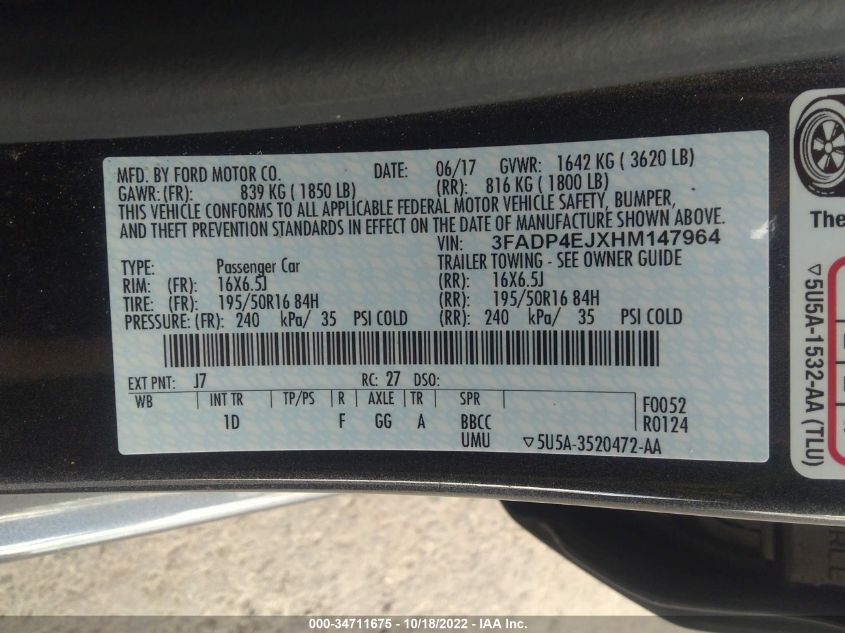 MFD. BY FORD MOTOR CO. DATE: 06/17 GVWR: 1642 KG ( 3620 LB)
GAWR: (FR): 839 KG ( 1850 LB) (RR): 816 KG ( 1800 LB)
THIS VEHICLE CONFORMS TO ALL APPLICABLE FEDERAL MOTOR VEHICLE SAFETY, BUMPER,
AND THEFT PREVENTION STANDARDS IN EFFECT ON THE DATE OF MANUFACTURE SHOWN ABOVE.
VIN: 3FADP4EJXHM147964
TYPE: Passenger Car TRAILER TOWING - SEE OWNER GUIDE
RIM: (FR): 16X6.5J (RR): 16X6.5J
TIRE: (FR): 195/50R16 84H (RR): 195/50R16 84H
PRESSURE: (FR): 240 kPa/ 35 PSI COLD (RR): 240 kPa/ 35 PSI COLD
EXT PNT: J7 RC: 27 DSO:
WB INT TR TP/PS R AXLE TR SPR F0052
1D F GG A BBCC R0124
UMU ▽5U5A-3520472-AA
The
▽5U5A-1532-AA (TLU)
000-34711675 - 10/18/2022 - IAA Inc.